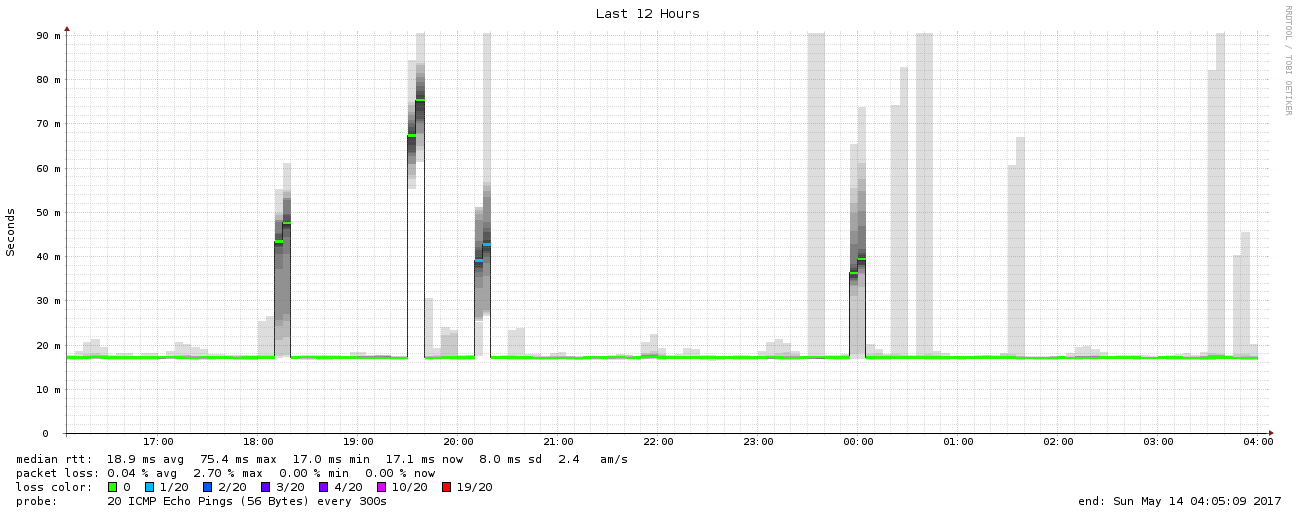 Last 12 Hours
RRDTOOL / TOBI OETIKER
Seconds
90 m
80 m
70 m
60 m
50 m
40 m
30 m
20 m
10 m
0
17:00 18:00 19:00 20:00 21:00 22:00 23:00 00:00 01:00 02:00 03:00 04:00
median rtt: 18.9 ms avg 75.4 ms max 17.0 ms min 17.1 ms now 8.0 ms sd 2.4 am/s
packet loss: 0.04 % avg 2.70 % max 0.00 % min 0.00 % now
loss color: 0 1/20 2/20 3/20 4/20 10/20 19/20
probe: 20 ICMP Echo Pings (56 Bytes) every 300s end: Sun May 14 04:05:09 2017